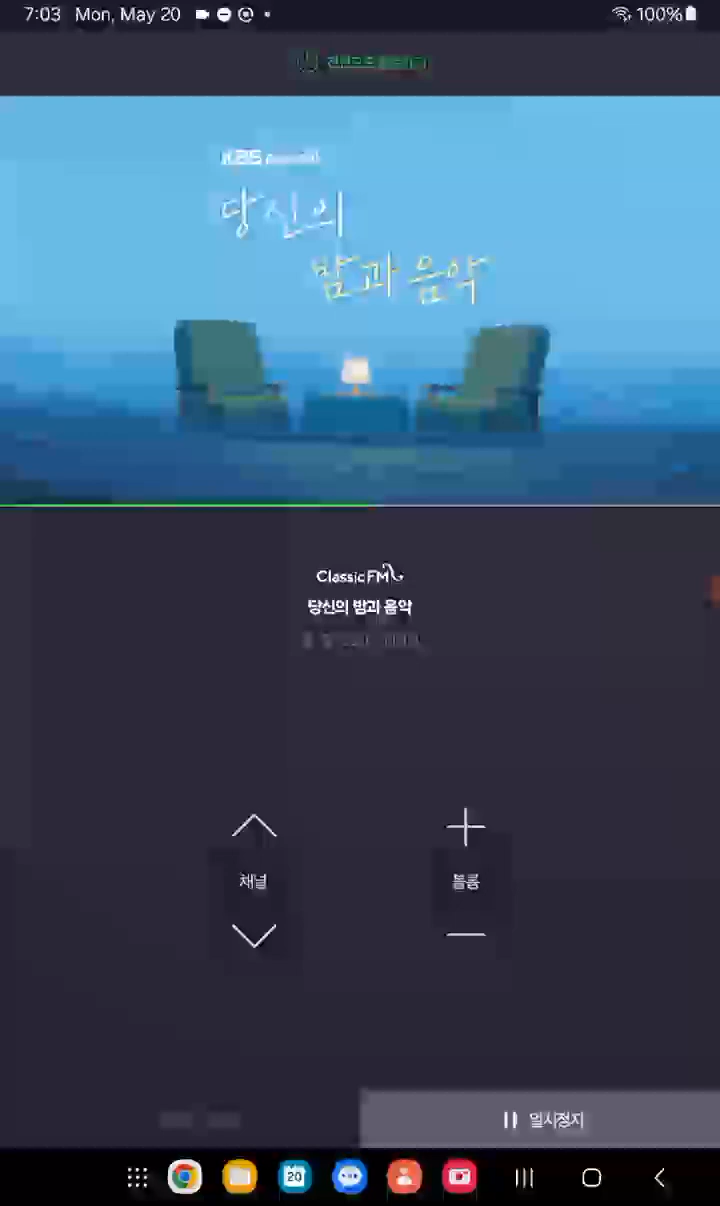 7:03 Mon, May 20
100%
KBS
당신의
밤과 음악
Classic FM
당신의 밤과 음악
채널
볼륨
일시정지
20